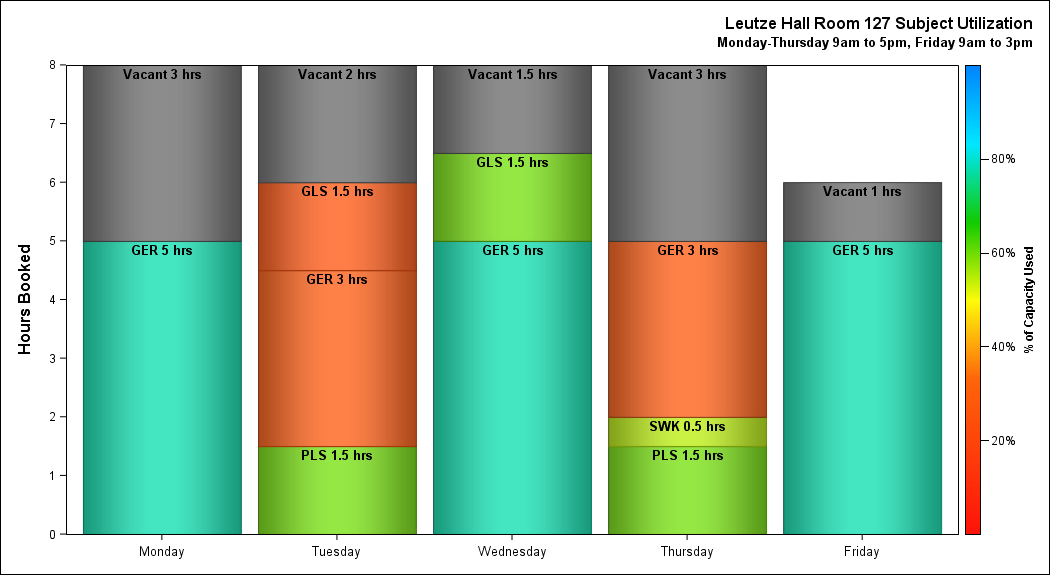 Leutze Hall Room 127 Subject Utilization
Monday-Thursday 9am to 5pm, Friday 9am to 3pm
Hours Booked
8
7
6
5
4
3
2
1
0
Vacant 3 hrs
GER 5 hrs
Vacant 2 hrs
GLS 1.5 hrs
GER 3 hrs
PLS 1.5 hrs
Vacant 1.5 hrs
GLS 1.5 hrs
GER 5 hrs
Vacant 3 hrs
GER 3 hrs
SWK 0.5 hrs
PLS 1.5 hrs
Vacant 1 hrs
GER 5 hrs
Monday
Tuesday
Wednesday
Thursday
Friday
80%
60%
40%
20%
% of Capacity Used